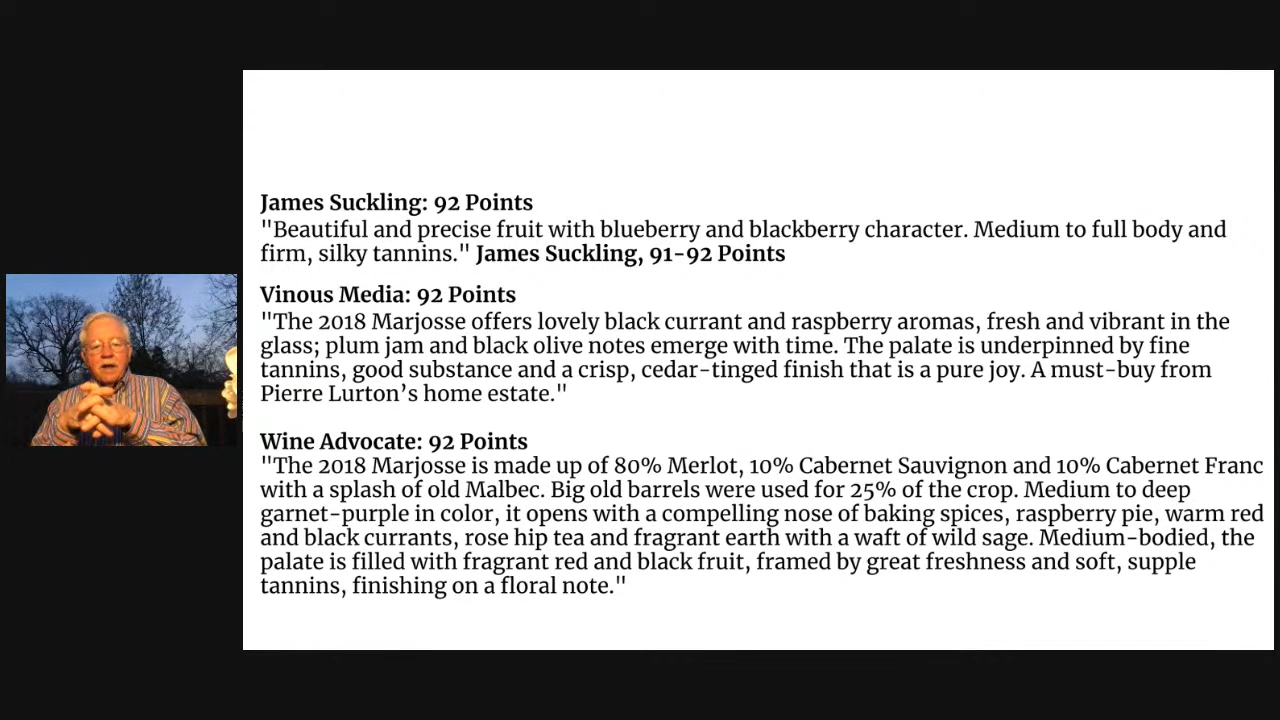 James Suckling: 92 Points
"Beautiful and precise fruit with blueberry and blackberry character. Medium to full body and
firm, silky tannins." James Suckling, 91-92 Points
Vinous Media: 92 Points
"The 2018 Marjosse offers lovely black currant and raspberry aromas, fresh and vibrant in the
glass; plum jam and black olive notes emerge with time. The palate is underpinned by fine
tannins, good substance and a crisp, cedar-tinged finish that is a pure joy. A must-buy from
Pierre Lurton’s home estate."
Wine Advocate: 92 Points
"The 2018 Marjosse is made up of 80% Merlot, 10% Cabernet Sauvignon and 10% Cabernet Franc
with a splash of old Malbec. Big old barrels were used for 25% of the crop. Medium to deep
garnet-purple in color, it opens with a compelling nose of baking spices, raspberry pie, warm red
and black currants, rose hip tea and fragrant earth with a waft of wild sage. Medium-bodied, the
palate is filled with fragrant red and black fruit, framed by great freshness and soft, supple
tannins, finishing on a floral note."